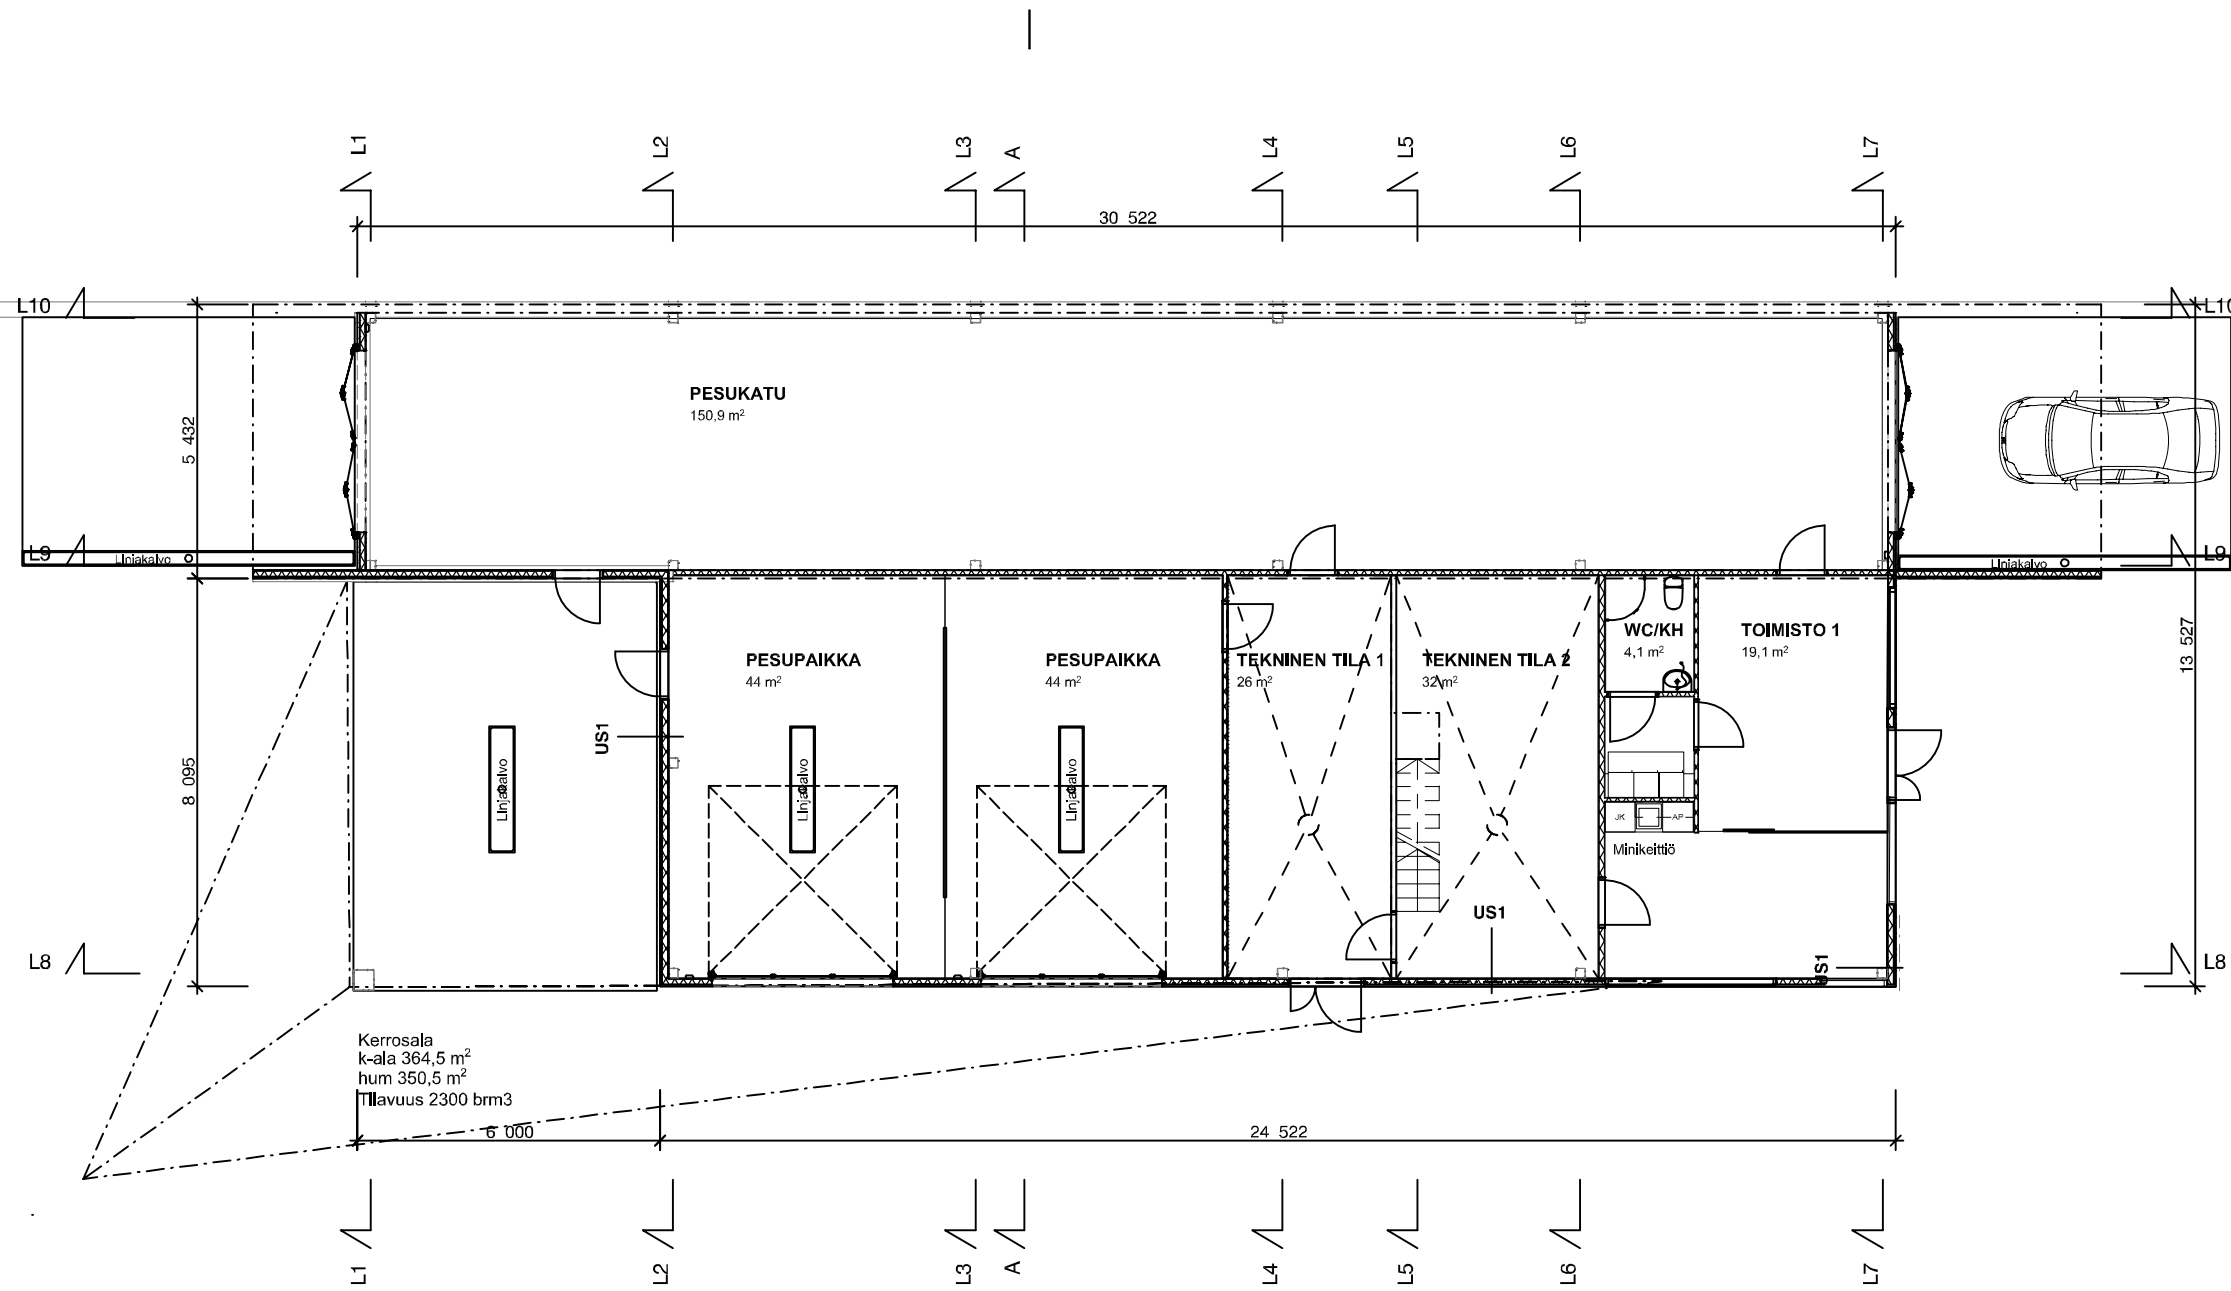 L1
L2
L3
A
L4
L5
L6
L7
30 522
L10
L10
PESUKATU
150,9 m²
5 432
L9
Linjakalvo
L9
Linjakalvo
PESUPAIKKA
44 m²
PESUPAIKKA
44 m²
TEKNINEN TILA 1
26 m²
TEKNINEN TILA 2
32 m²
WC/KH
4,1 m²
TOIMISTO 1
19,1 m²
13 527
US1
8 095
Linjakalvo
Linjakalvo
Linjakalvo
JK
AP
Minikeittiö
US1
US1
L8
L8
Kerrosala
k-ala 364,5 m²
hum 350,5 m²
Tilavuus 2300 brm3
6 000
24 522
L1
L2
L3
A
L4
L5
L6
L7